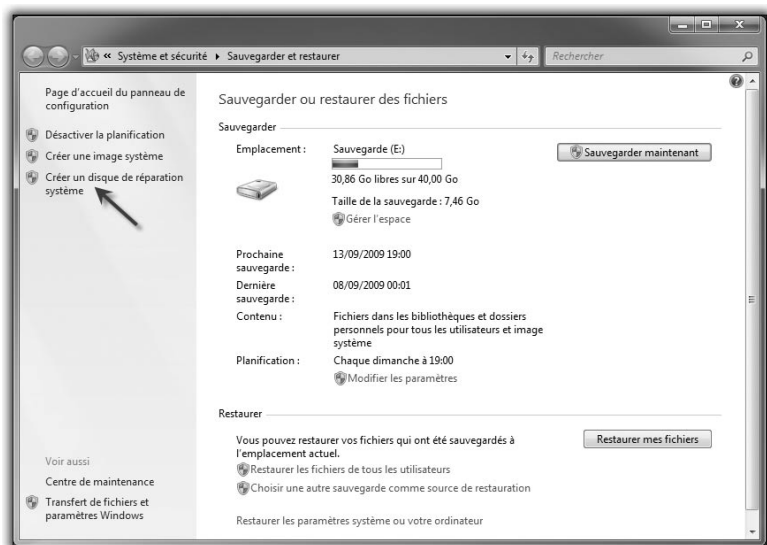 « Système et sécurité ▸ Sauvegarder et restaurer
Rechercher
Page d'accueil du panneau de
configuration
Désactiver la planification
Créer une image système
Créer un disque de réparation
système
Voir aussi
Centre de maintenance
Transfert de fichiers et
paramètres Windows
Sauvegarder ou restaurer des fichiers
Sauvegarder
Emplacement : Sauvegarde (E:)
Sauvegarder maintenant
30,86 Go libres sur 40,00 Go
Taille de la sauvegarde : 7,46 Go
Gérer l'espace
Prochaine
sauvegarde :
13/09/2009 19:00
Dernière
sauvegarde :
08/09/2009 00:01
Contenu : Fichiers dans les bibliothèques et dossiers
personnels pour tous les utilisateurs et image
système
Planification : Chaque dimanche à 19:00
Modifier les paramètres
Restaurer
Vous pouvez restaurer vos fichiers qui ont été sauvegardés à
l'emplacement actuel.
Restaurer mes fichiers
Restaurer les fichiers de tous les utilisateurs
Choisir une autre sauvegarde comme source de restauration
Restaurer les paramètres système ou votre ordinateur